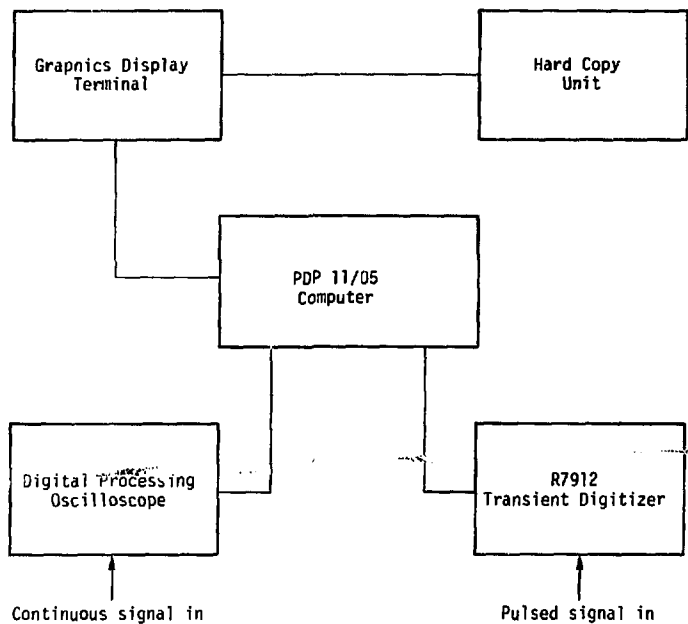 Graphics Display
Terminal
Hard Copy
Unit
PDP 11/05
Computer
Digital Processing
Oscilloscope
R7912
Transient Digitizer
Continuous signal in
Pulsed signal in